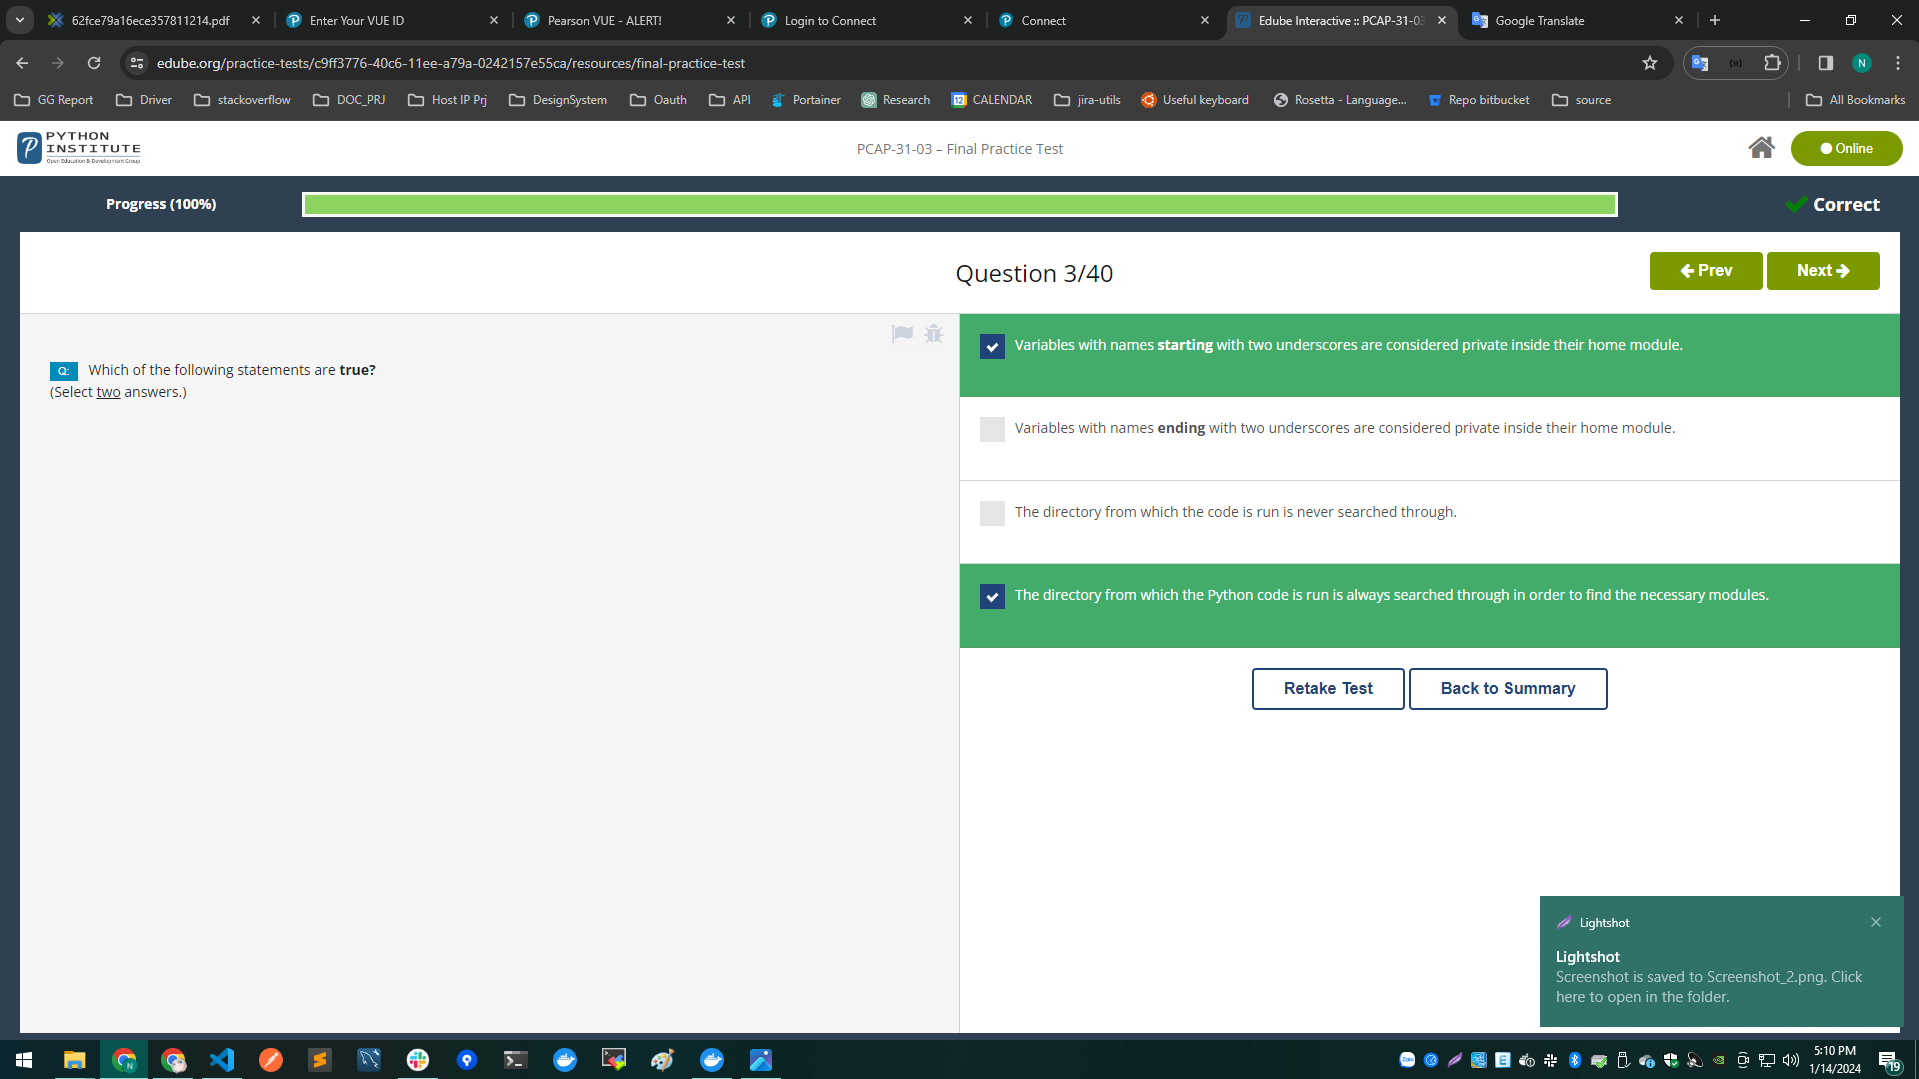 62fce79a16ece357811214.pdf
Enter Your VUE ID
Pearson VUE - ALERT!
Login to Connect
Connect
Edube Interactive :: PCAP-31-03
Google Translate
edube.org/practice-tests/c9ff3776-40c6-11ee-a79a-0242157e55ca/resources/final-practice-test
N
GG Report
Driver
stackoverflow
DOC_PRJ
Host IP Prj
DesignSystem
Oauth
API
Portainer
Research
CALENDAR
jira-utils
Useful keyboard
Rosetta - Language...
Repo bitbucket
source
All Bookmarks
PYTHON
INSTITUTE
Open Education & Development Group
PCAP-31-03 – Final Practice Test
Online
Progress (100%)
Correct
Question 3/40
Prev
Next
Q: Which of the following statements are true?
(Select two answers.)
Variables with names starting with two underscores are considered private inside their home module.
Variables with names ending with two underscores are considered private inside their home module.
The directory from which the code is run is never searched through.
The directory from which the Python code is run is always searched through in order to find the necessary modules.
Retake Test
Back to Summary
Lightshot
Lightshot
Screenshot is saved to Screenshot_2.png. Click
here to open in the folder.
5:10 PM
1/14/2024
19